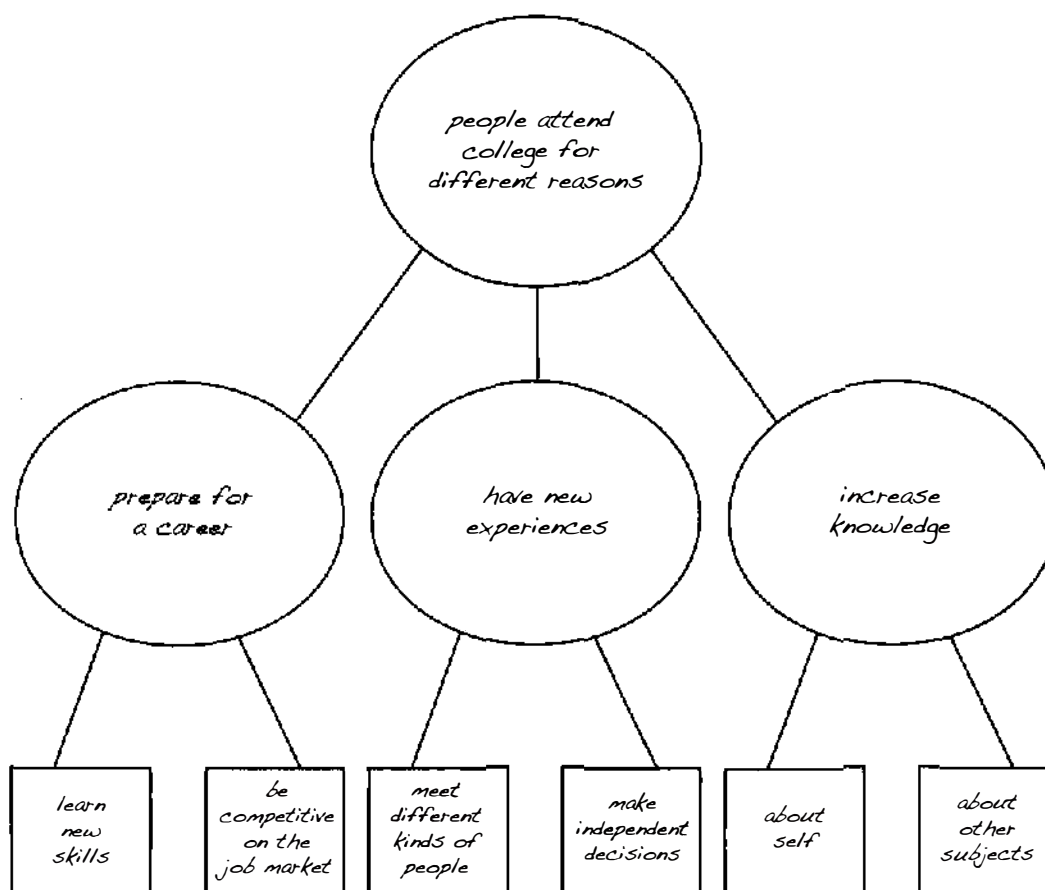 people attend
college for
different reasons
prepare for
a career
have new
experiences
increase
knowledge
learn
new
skills
be
competitive
on the
job market
meet
different
kinds of
people
make
independent
decisions
about
self
about
other
subjects